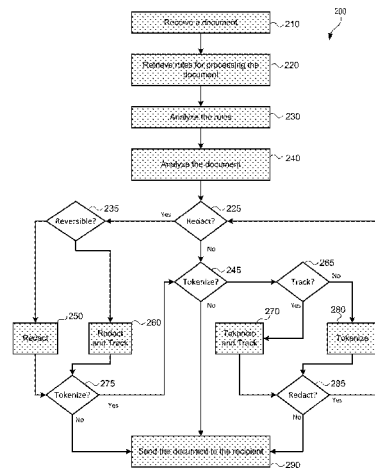 200
Receive a document
210
Retrieve rules for processing the
document
220
Analyze the rules
230
Analyze the document
240
Reversible?
235
Yes
Redact?
225
No
Tokenize?
245
Track?
265
No
Yes
No
Redact
250
Redact
and Track
260
270
and Track
280
Tokenize
Tokenize?
275
Yes
No
Redact?
285
Yes
No
Send the document to the recipient
290